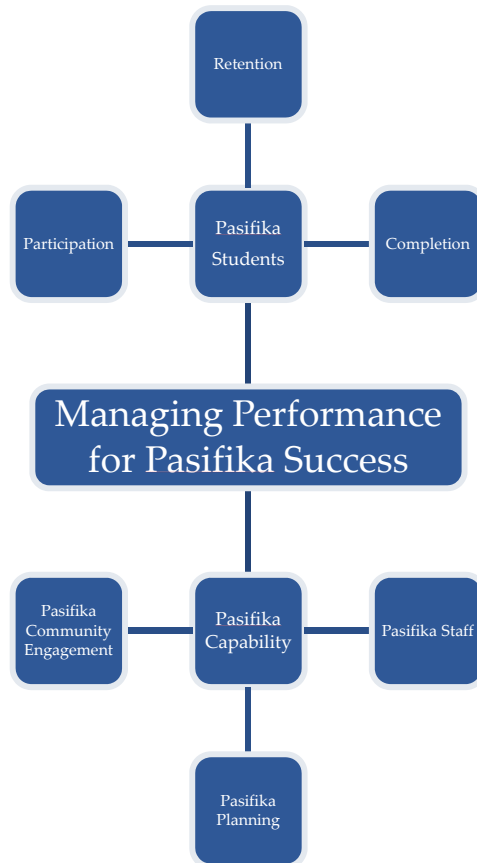 Retention
Participation
Pasifika
Students
Completion
Managing Performance
for Pasifika Success
Pasifika
Community
Engagement
Pasifika
Capability
Pasifika Staff
Pasifika
Planning